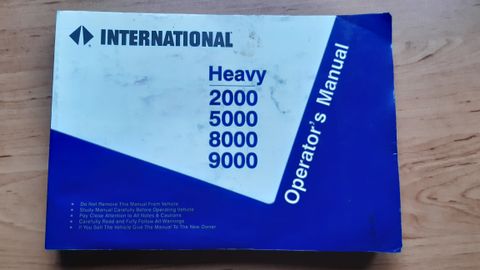 INTERNATIONAL
Heavy
2000
5000
8000
9000
Operator's Manual
• Do Not Remove This Manual From Vehicle
• Study Manual Carefully Before Operating Vehicle
• Pay Close Attention to All Notes & Cautions
• Carefully Read and Fully Follow All Warnings
• If You Sell The Vehicle Give The Manual To The New Owner